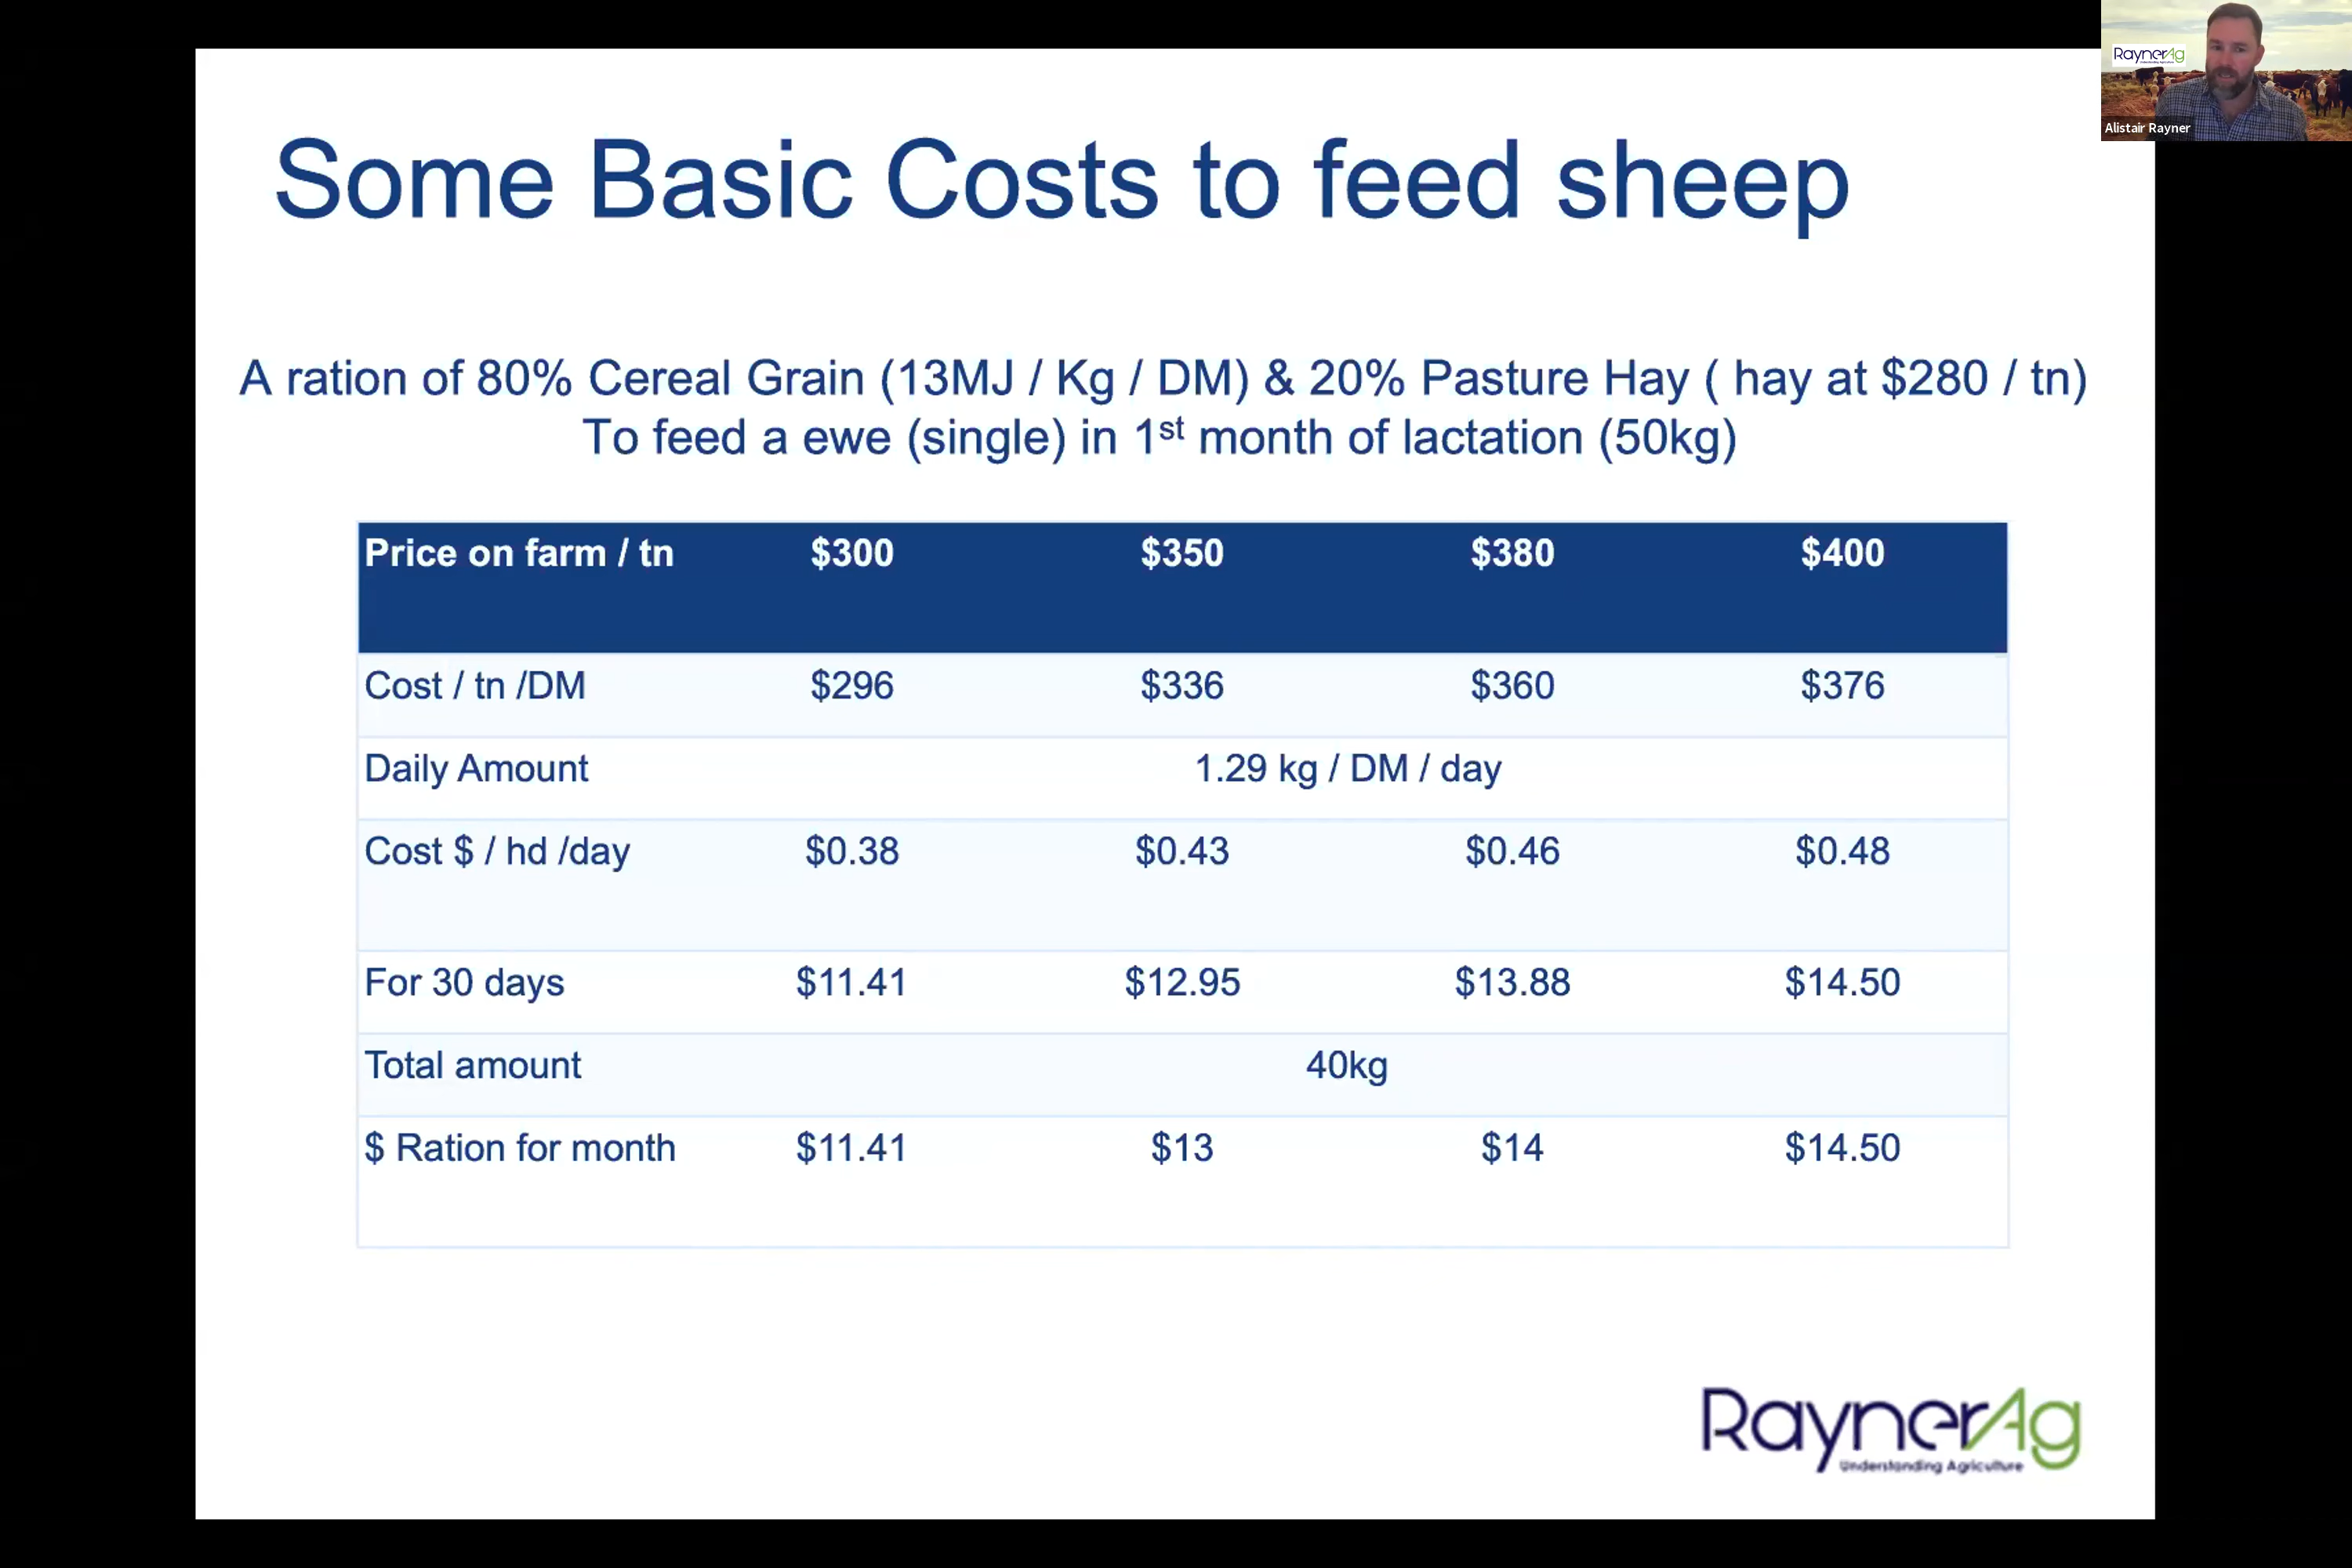 RaynerAg
Alistair Rayner
Some Basic Costs to feed sheep
A ration of 80% Cereal Grain (13MJ / Kg / DM) & 20% Pasture Hay ( hay at $280 / tn)
To feed a ewe (single) in 1st month of lactation (50kg)
Price on farm / tn $300 $350 $380 $400
Cost / tn /DM $296 $336 $360 $376
Daily Amount 1.29 kg / DM / day
Cost $ / hd /day $0.38 $0.43 $0.46 $0.48
For 30 days $11.41 $12.95 $13.88 $14.50
Total amount 40kg
$ Ration for month $11.41 $13 $14 $14.50
RaynerAg
Understanding Agriculture